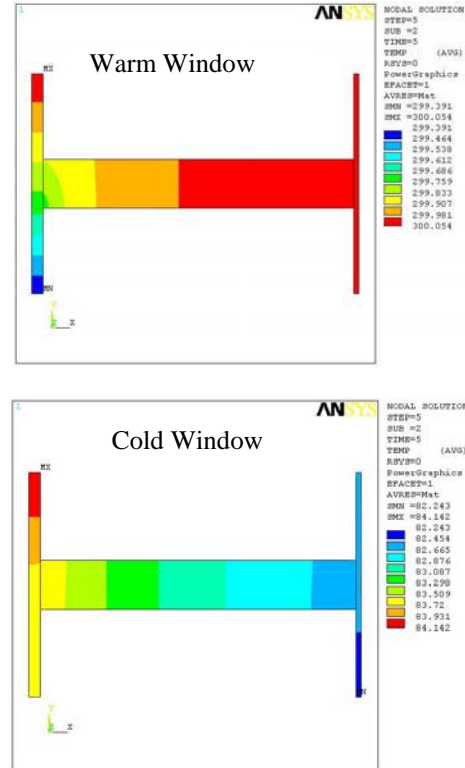 1
ANSYS
Warm Window
MX
MN
Y
Z X
NODAL SOLUTION
STEP=5
SUB =2
TIME=5
TEMP (AVG)
RSYS=0
PowerGraphics
EFACET=1
AVRES=Mat
SMN =299.391
SMX =300.054
299.391
299.464
299.538
299.612
299.686
299.759
299.833
299.907
299.981
300.054
1
ANSYS
Cold Window
MX
Y
Z X
NODAL SOLUTION
STEP=5
SUB =2
TIME=5
TEMP (AVG)
RSYS=0
PowerGraphics
EFACET=1
AVRES=Mat
SMN =82.243
SMX =84.142
82.243
82.454
82.665
82.876
83.087
83.298
83.509
83.72
83.931
84.142